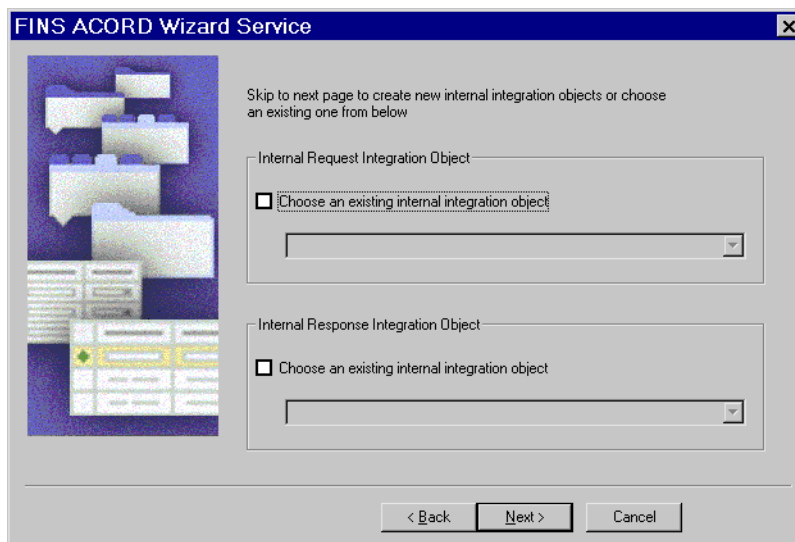 FINS ACORD Wizard Service
Skip to next page to create new internal integration objects or choose
an existing one from below
Internal Request Integration Object
Choose an existing internal integration object
Internal Response Integration Object
Choose an existing internal integration object
< Back
Next >
Cancel